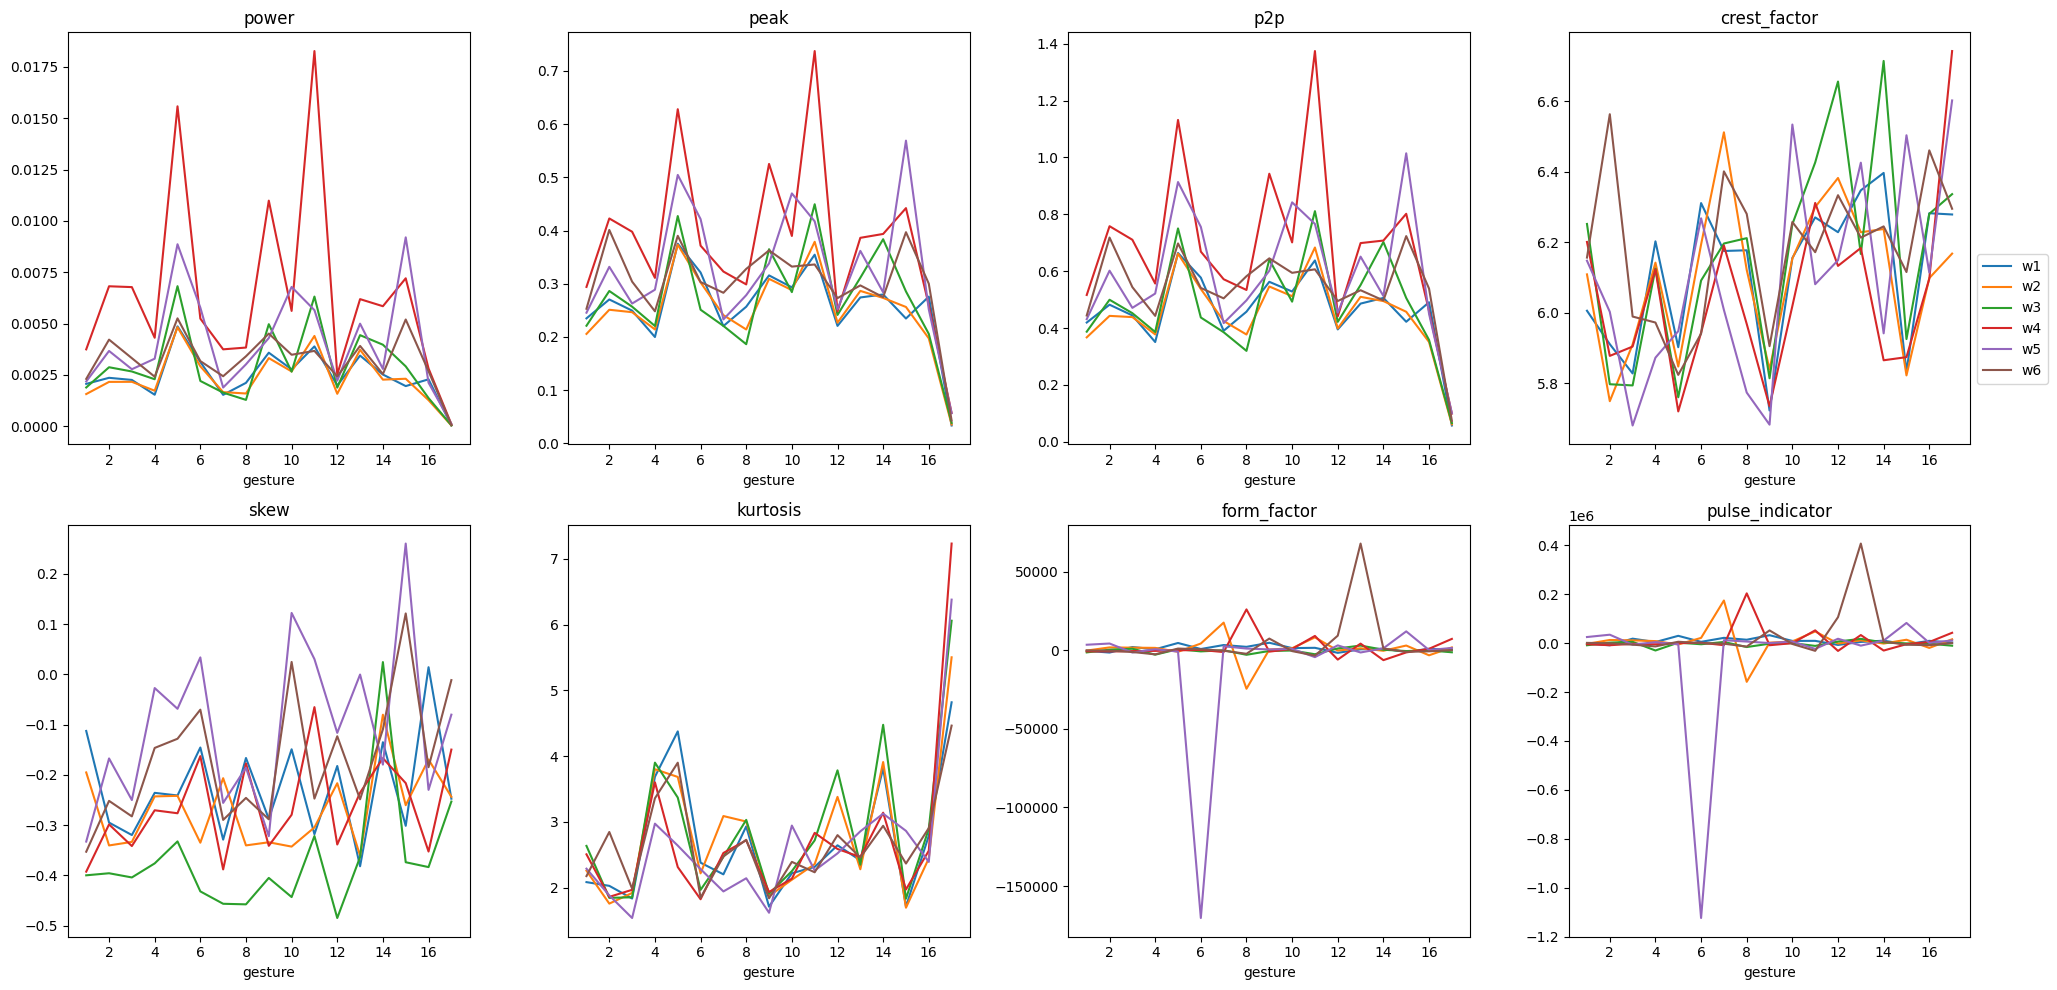 power
0.0175
0.0150
0.0125
0.0100
0.0075
0.0050
0.0025
0.0000
2 4 6 8 10 12 14 16
gesture
peak
0.7
0.6
0.5
0.4
0.3
0.2
0.1
0.0
2 4 6 8 10 12 14 16
gesture
p2p
1.4
1.2
1.0
0.8
0.6
0.4
0.2
0.0
2 4 6 8 10 12 14 16
gesture
crest_factor
6.6
6.4
6.2
6.0
5.8
2 4 6 8 10 12 14 16
gesture
w1
w2
w3
w4
w5
w6
skew
0.2
0.1
0.0
−0.1
−0.2
−0.3
−0.4
−0.5
2 4 6 8 10 12 14 16
gesture
kurtosis
7
6
5
4
3
2
2 4 6 8 10 12 14 16
gesture
form_factor
50000
0
−50000
−100000
−150000
2 4 6 8 10 12 14 16
gesture
pulse_indicator
1e6
0.4
0.2
0.0
−0.2
−0.4
−0.6
−0.8
−1.0
−1.2
2 4 6 8 10 12 14 16
gesture